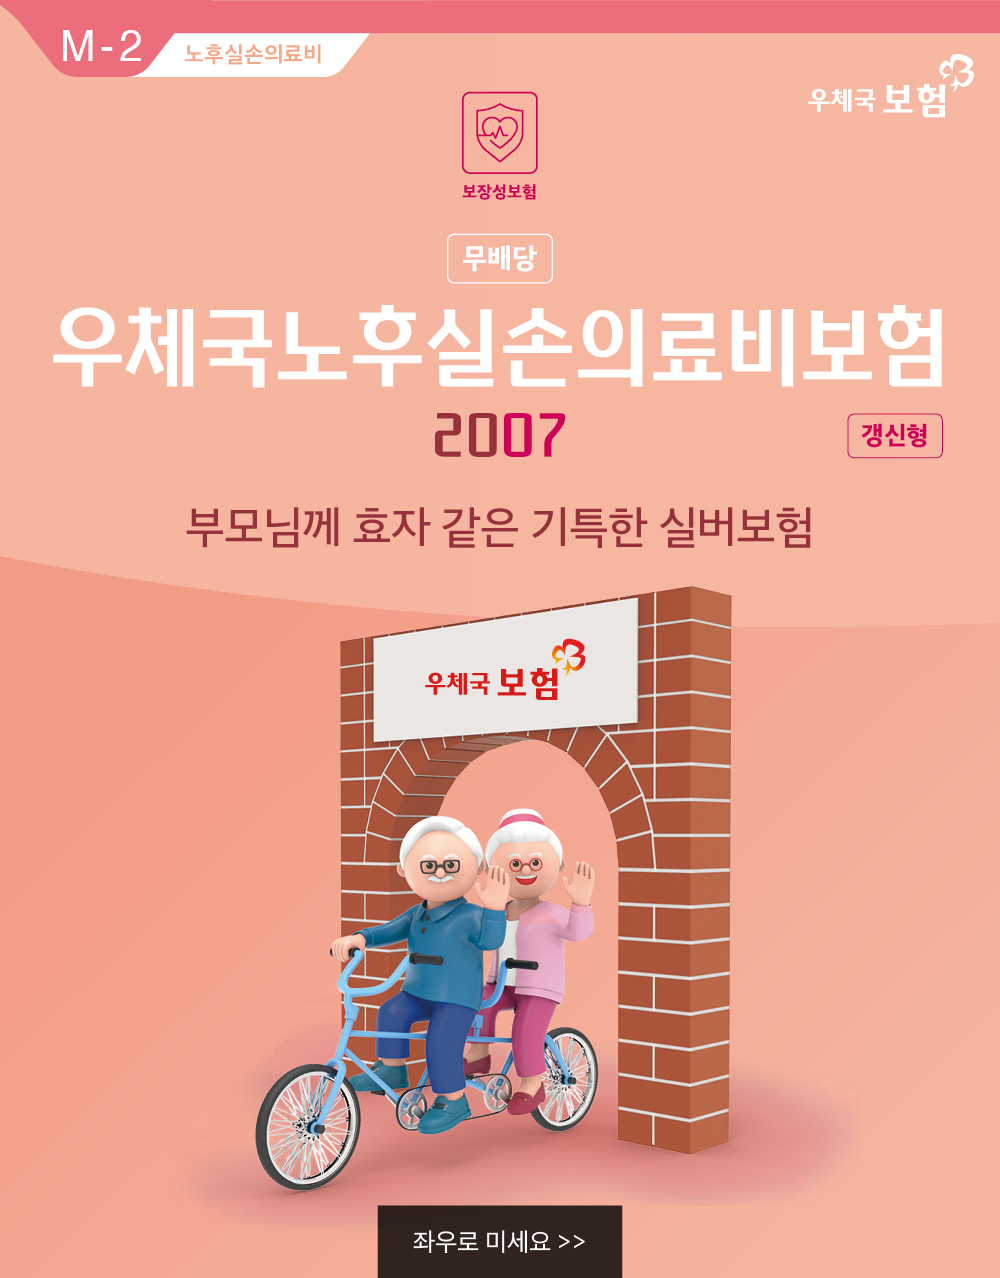 M-2
노후실손의료비
우체국 보험
보장성보험
무배당
우체국노후실손의료비보험
2007
갱신형
부모님께 효자 같은 기특한 실버보험
우체국 보험
좌우로 미세요 >>